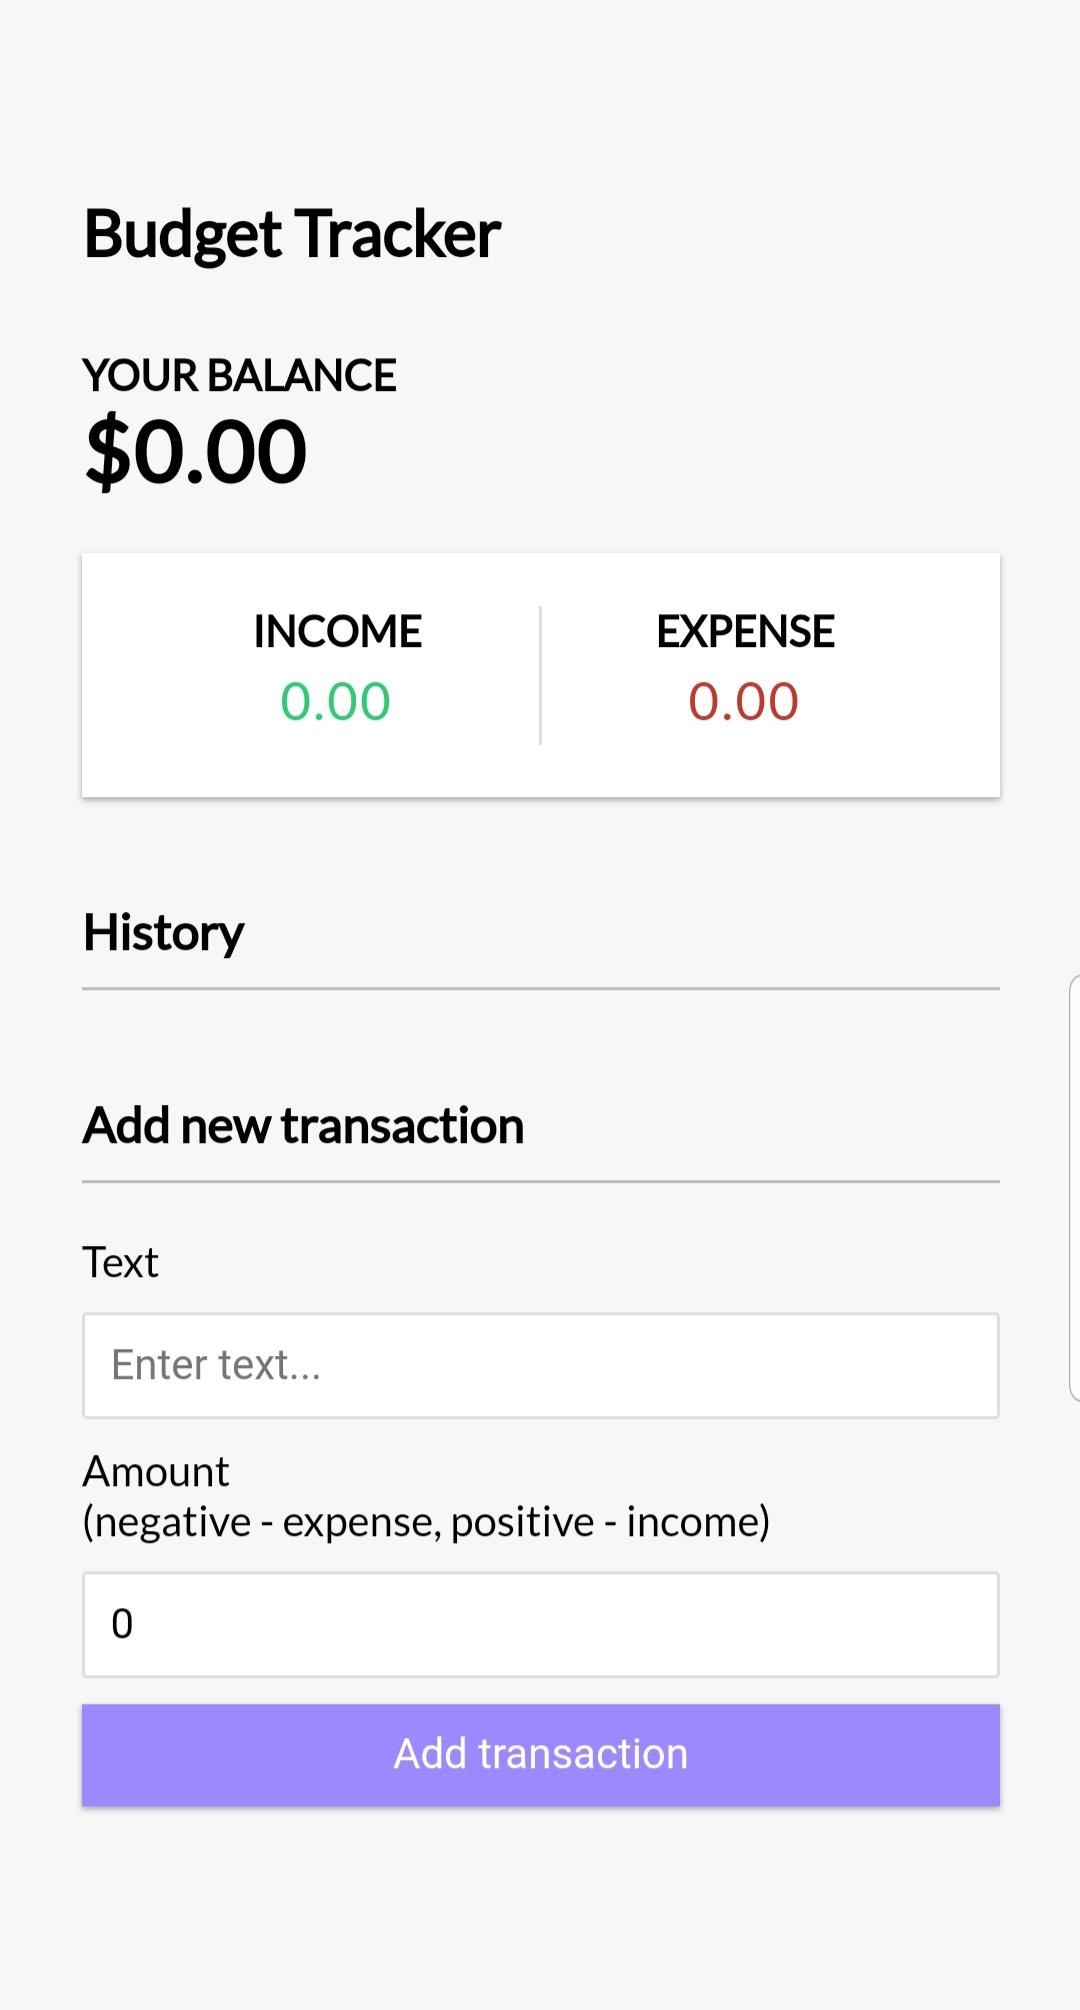 Budget Tracker
YOUR BALANCE
$0.00
INCOME EXPENSE
0.00 0.00
History
Add new transaction
Text
Enter text...
Amount
(negative - expense, positive - income)
0
Add transaction